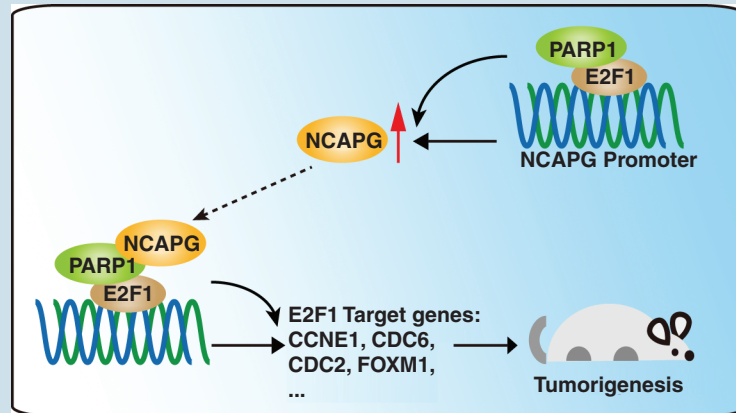 PARP1
E2F1
NCAPG
NCAPG Promoter
NCAPG
PARP1
E2F1
E2F1 Target genes:
CCNE1, CDC6,
CDC2, FOXM1,
...
Tumorigenesis